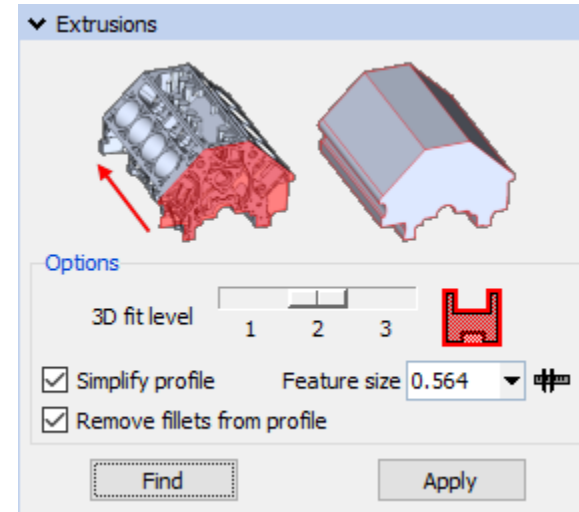 Extrusions
Options
3D fit level
1 2 3
Simplify profile Feature size 0.564
Remove fillets from profile
Find Apply